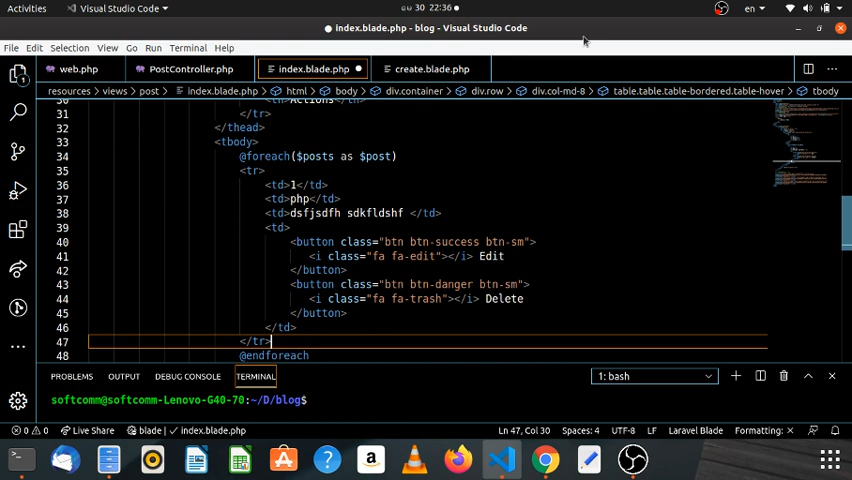 Activities Visual Studio Code திச 30 22:36 en
index.blade.php - blog - Visual Studio Code
File Edit Selection View Go Run Terminal Help
web.php PostController.php index.blade.php create.blade.php
resources > views > post > index.blade.php > html > body > div.container > div.row > div.col-md-8 > table.table.table-bordered.table-hover > tbody
30 <th>Actions</th>
31 </tr>
32 </thead>
33 <tbody>
34 @foreach($posts as $post)
35 <tr>
36 <td>1</td>
37 <td>php</td>
38 <td>dsfjsdfh sdkfldshf </td>
39 <td>
40 <button class="btn btn-success btn-sm">
41 <i class="fa fa-edit"></i> Edit
42 </button>
43 <button class="btn btn-danger btn-sm">
44 <i class="fa fa-trash"></i> Delete
45 </button>
46 </td>
47 </tr>
48 @endforeach
PROBLEMS OUTPUT DEBUG CONSOLE TERMINAL 1: bash
softcomm@softcomm-Lenovo-G40-70:~/D/blog$
0 0 Live Share blade | index.blade.php Ln 47, Col 30 Spaces: 4 UTF-8 LF Laravel Blade Formatting: ×